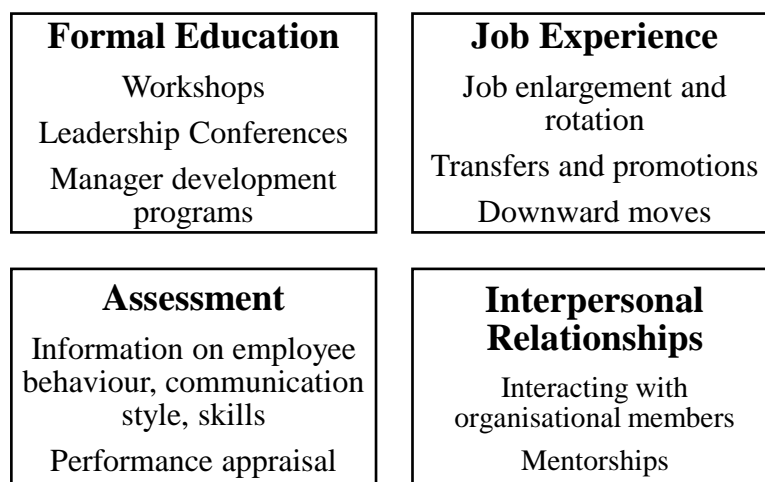 Formal Education
Workshops
Leadership Conferences
Manager development
programs
Job Experience
Job enlargement and
rotation
Transfers and promotions
Downward moves
Assessment
Information on employee
behaviour, communication
style, skills
Performance appraisal
Interpersonal
Relationships
Interacting with
organisational members
Mentorships